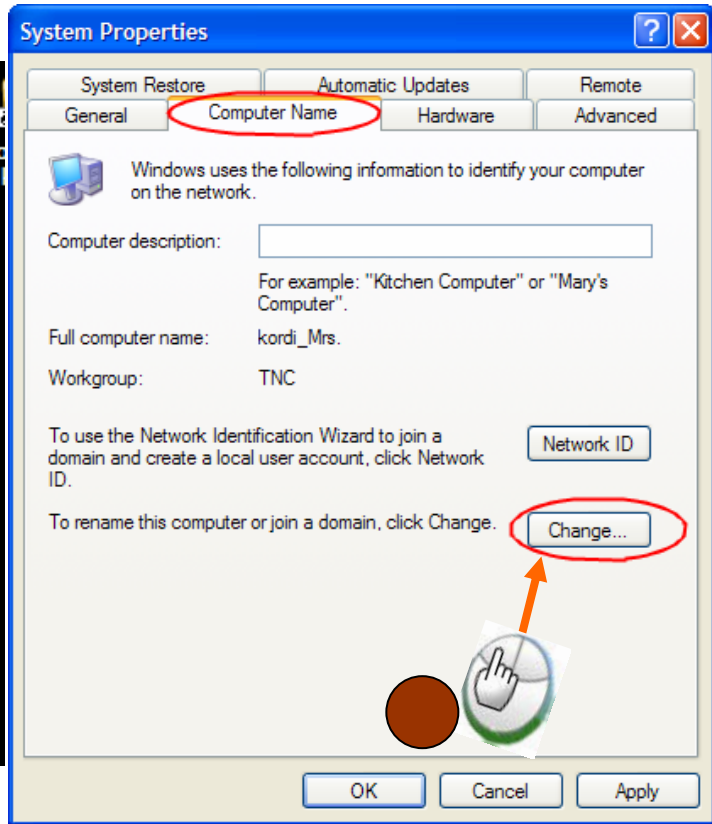 System Properties
System Restore
Automatic Updates
Remote
General
Computer Name
Hardware
Advanced
Windows uses the following information to identify your computer
on the network.
Computer description:
For example: "Kitchen Computer" or "Mary's
Computer".
Full computer name:
kordi_Mrs.
Workgroup:
TNC
To use the Network Identification Wizard to join a
domain and create a local user account, click Network
ID.
Network ID
To rename this computer or join a domain, click Change.
Change...
OK
Cancel
Apply